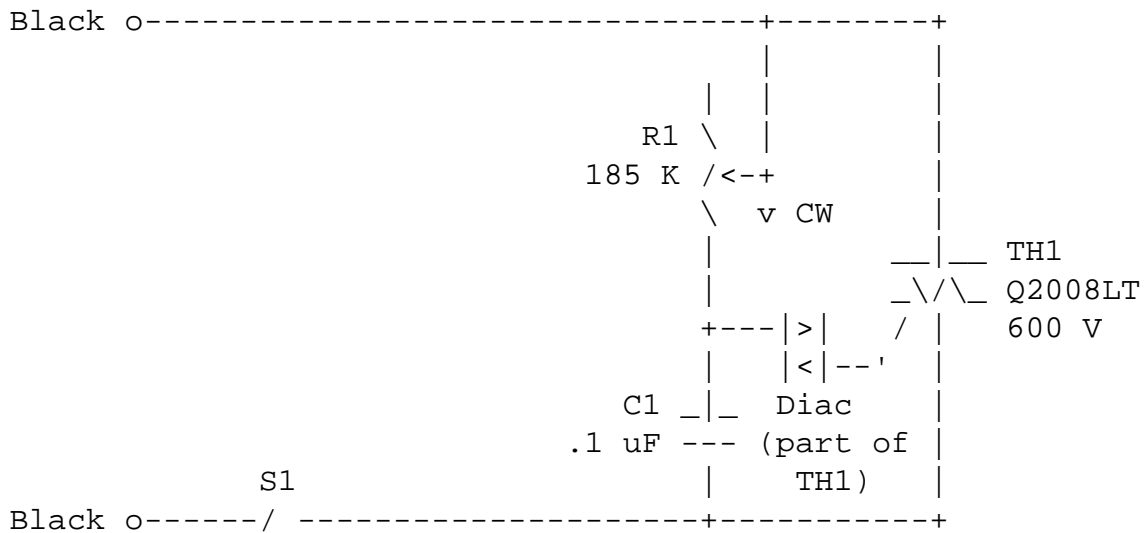 Black
R1
185 K
v CW
TH1
Q2008LT
600 V
C1 Diac
.1 uF (part of
S1 TH1)
Black